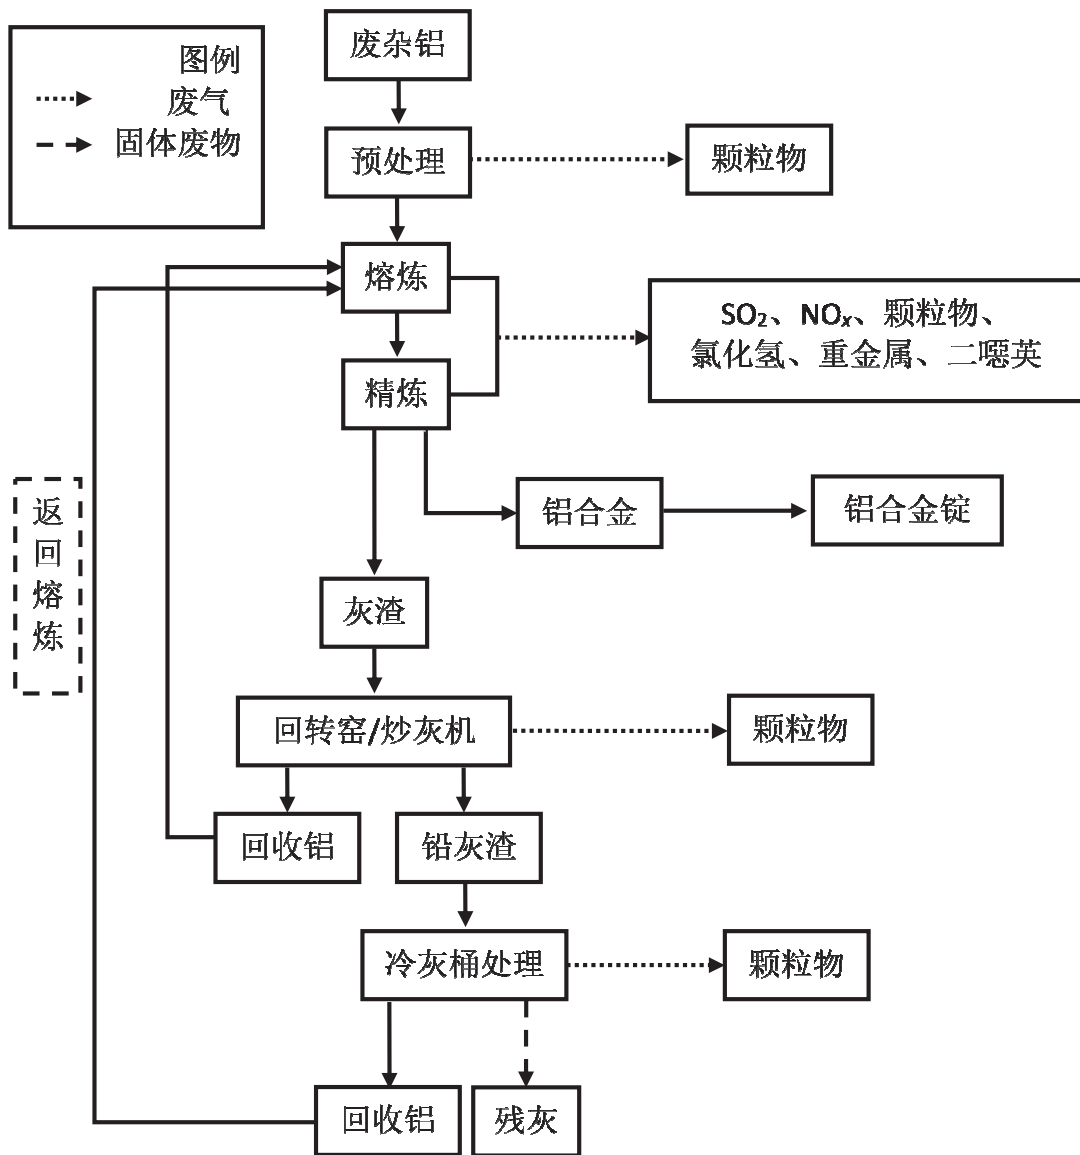 图例
废气
固体废物
废杂铝
预处理
颗粒物
熔炼
SO₂、NOₓ、颗粒物、
氯化氢、重金属、二噁英
精炼
返
回
熔
炼
铝合金
铝合金锭
灰渣
回转窑/炒灰机
颗粒物
回收铝
铅灰渣
冷灰桶处理
颗粒物
回收铝
残灰